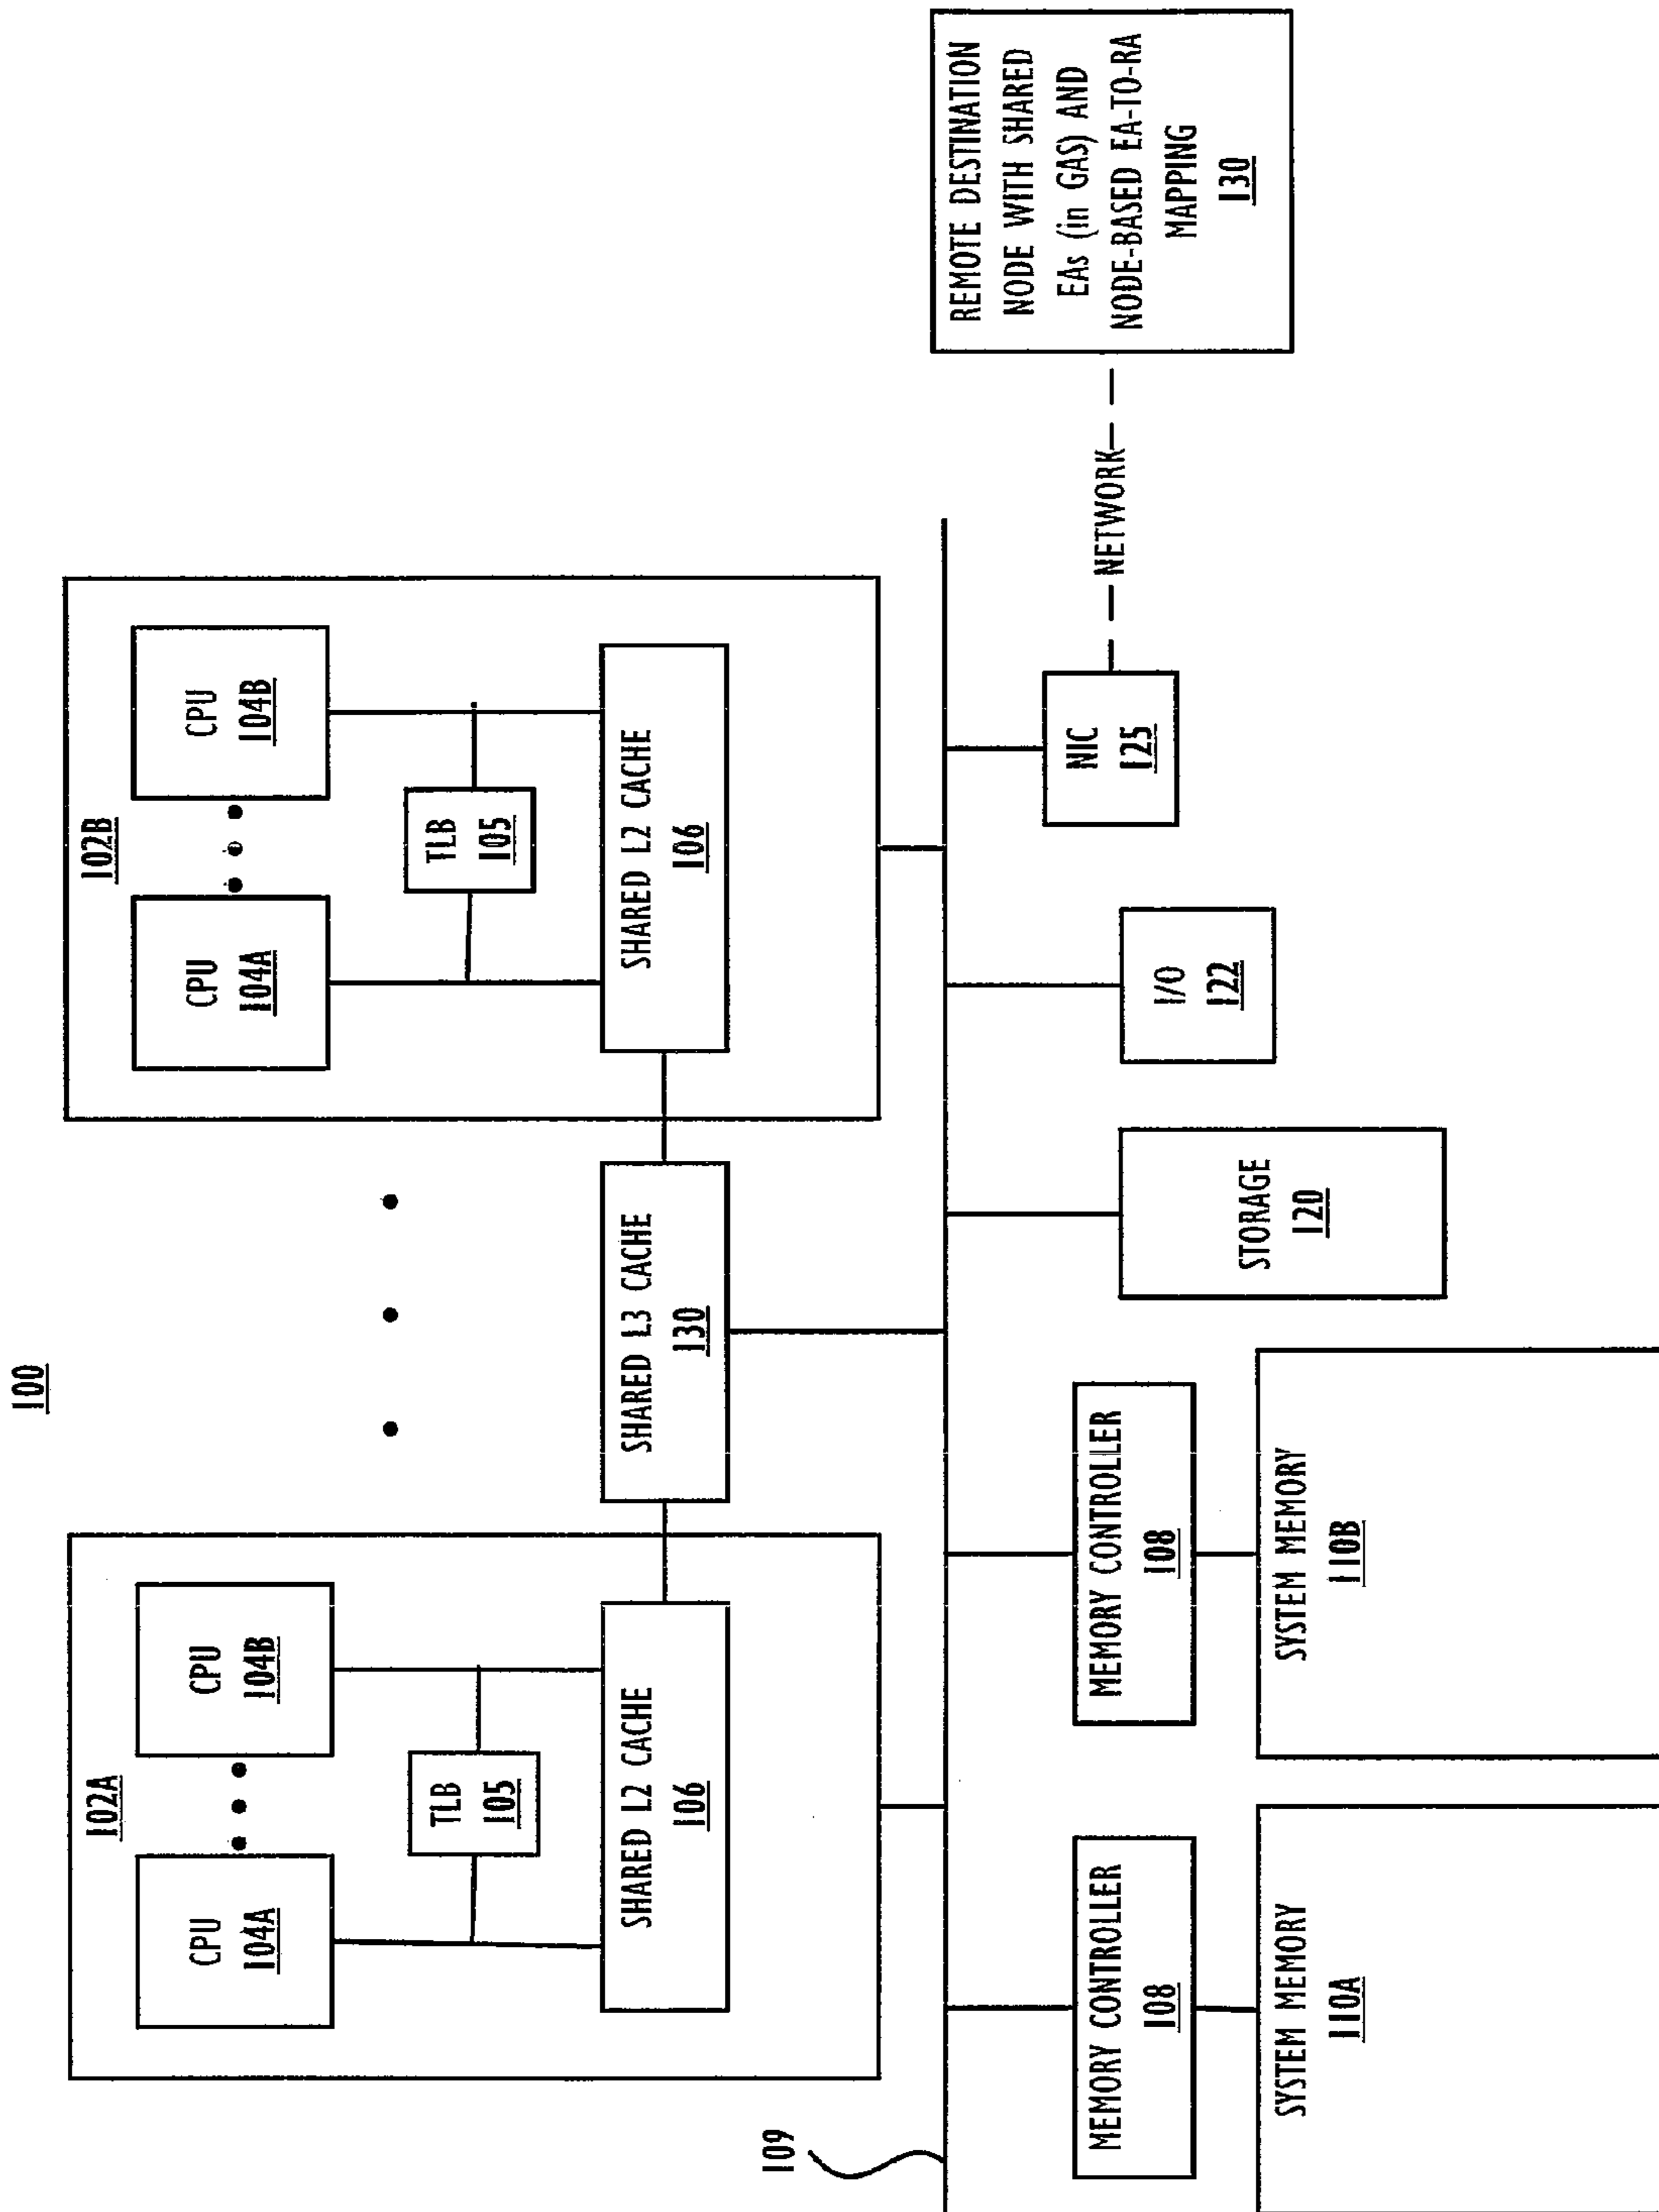 100
102A
CPU
104A
CPU
104B
TLB
105
SHARED L2 CACHE
106
SHARED L3 CACHE
130
102B
CPU
104A
CPU
104B
TLB
105
SHARED L2 CACHE
106
109
MEMORY CONTROLLER
108
SYSTEM MEMORY
110A
MEMORY CONTROLLER
108
SYSTEM MEMORY
110B
STORAGE
120
I/O
122
NIC
125
NETWORK
REMOTE DESTINATION
NODE WITH SHARED
EAs (in GAS) AND
NODE-BASED EA-TO-RA
MAPPING
130